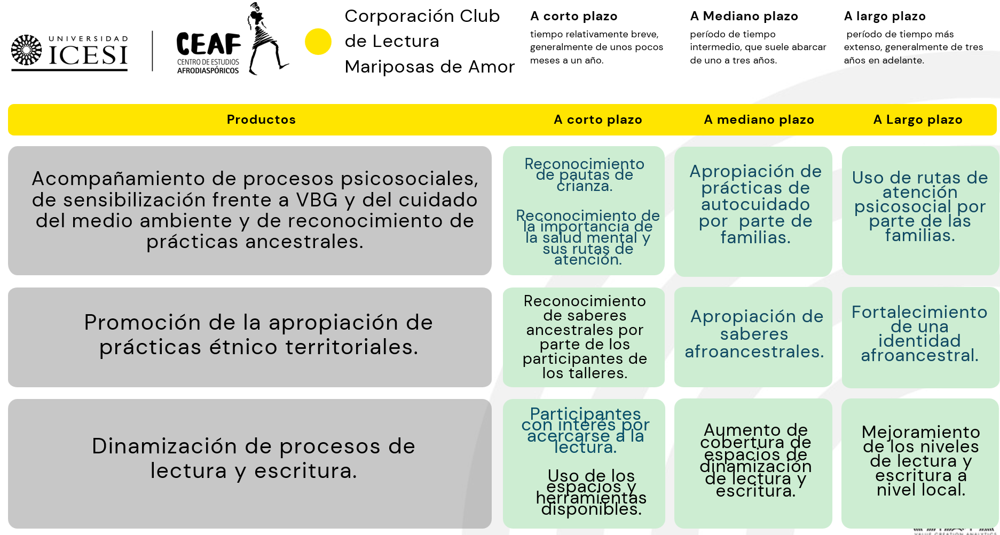 UNIVERSIDAD
ICESI
CEAF
CENTRO DE ESTUDIOS
AFRODIASPÓRICOS
Corporación Club
de Lectura
Mariposas de Amor
A corto plazo
tiempo relativamente breve,
generalmente de unos pocos
meses a un año.
A Mediano plazo
período de tiempo
intermedio, que suele abarcar
de uno a tres años.
A largo plazo
período de tiempo más
extenso, generalmente de tres
años en adelante.
Productos
A corto plazo
A mediano plazo
A Largo plazo
Acompañamiento de procesos psicosociales,
de sensibilización frente a VBG y del cuidado
del medio ambiente y de reconocimiento de
prácticas ancestrales.
Reconocimiento
de pautas de
crianza.
Reconocimiento de
la importancia de
la salud mental y
sus rutas de
atención.
Apropiación de
prácticas de
autocuidado
por parte de
familias.
Uso de rutas de
atención
psicosocial por
parte de las
familias.
Promoción de la apropiación de
prácticas étnico territoriales.
Reconocimiento
de saberes
ancestrales por
parte de los
participantes de
los talleres.
Apropiación de
saberes
afroancestrales.
Fortalecimiento
de una
identidad
afroancestral.
Dinamización de procesos de
lectura y escritura.
Participantes
con interés por
acercarse a la
lectura.
Uso de los
espacios y
herramientas
disponibles.
Aumento de
cobertura de
espacios de
dinamización
de lectura y
escritura.
Mejoramiento
de los niveles
de lectura y
escritura a
nivel local.
VALUE CREATION ANALYTICS